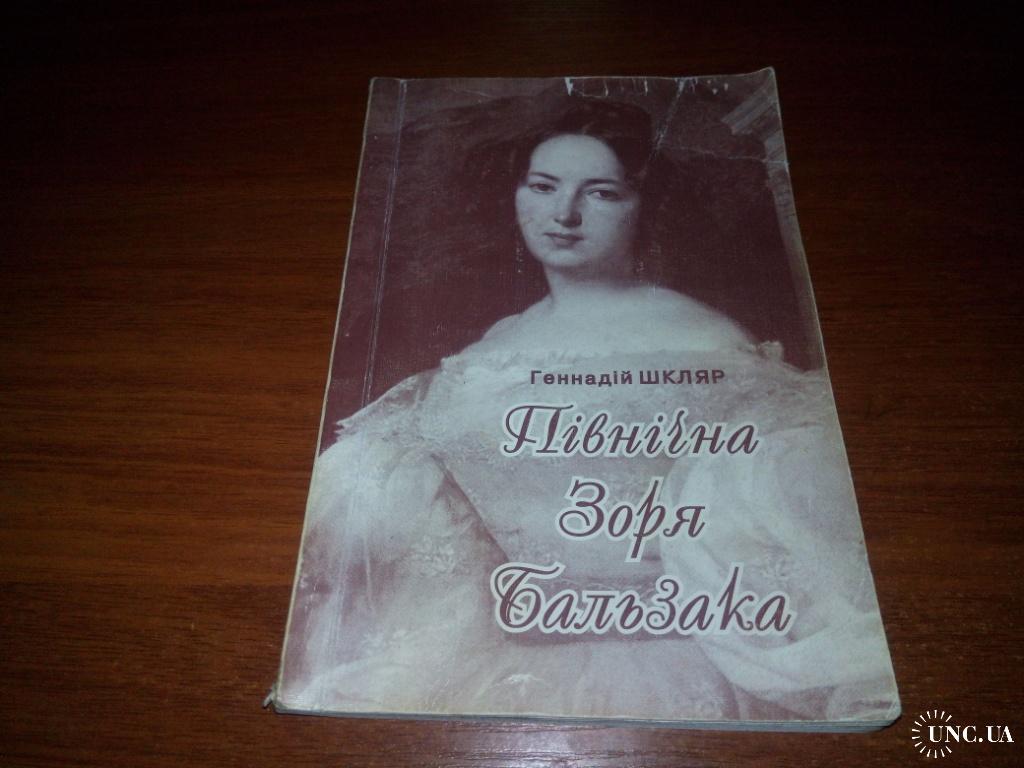 Геннадій ШКЛЯР
Північна
Зоря
Бальзака
UNC.UA